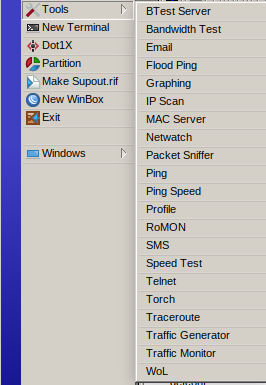 Tools
New Terminal
Dot1X
Partition
Make Supout.rif
New WinBox
Exit
Windows
BTest Server
Bandwidth Test
Email
Flood Ping
Graphing
IP Scan
MAC Server
Netwatch
Packet Sniffer
Ping
Ping Speed
Profile
RoMON
SMS
Speed Test
Telnet
Torch
Traceroute
Traffic Generator
Traffic Monitor
WoL